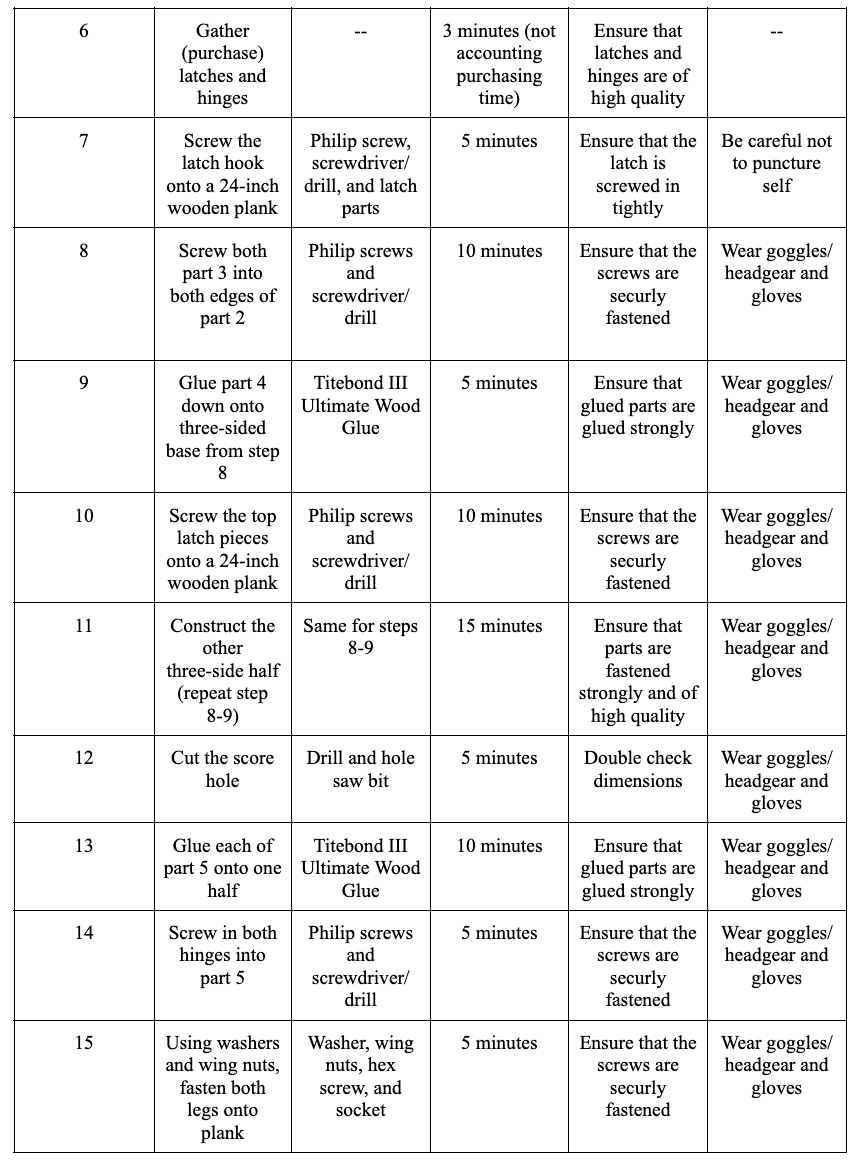 6
Gather
(purchase)
latches and
hinges
--
3 minutes (not
accounting
purchasing
time)
Ensure that
latches and
hinges are of
high quality
--
7
Screw the
latch hook
onto a 24-inch
wooden plank
Philip screw,
screwdriver/
drill, and latch
parts
5 minutes
Ensure that the
latch is
screwed in
tightly
Be careful not
to puncture
self
8
Screw both
part 3 into
both edges of
part 2
Philip screws
and
screwdriver/
drill
10 minutes
Ensure that the
screws are
securly
fastened
Wear goggles/
headgear and
gloves
9
Glue part 4
down onto
three-sided
base from step
8
Titebond III
Ultimate Wood
Glue
5 minutes
Ensure that
glued parts are
glued strongly
Wear goggles/
headgear and
gloves
10
Screw the top
latch pieces
onto a 24-inch
wooden plank
Philip screws
and
screwdriver/
drill
10 minutes
Ensure that the
screws are
securly
fastened
Wear goggles/
headgear and
gloves
11
Construct the
other
three-side half
(repeat step
8-9)
Same for steps
8-9
15 minutes
Ensure that
parts are
fastened
strongly and of
high quality
Wear goggles/
headgear and
gloves
12
Cut the score
hole
Drill and hole
saw bit
5 minutes
Double check
dimensions
Wear goggles/
headgear and
gloves
13
Glue each of
part 5 onto one
half
Titebond III
Ultimate Wood
Glue
10 minutes
Ensure that
glued parts are
glued strongly
Wear goggles/
headgear and
gloves
14
Screw in both
hinges into
part 5
Philip screws
and
screwdriver/
drill
5 minutes
Ensure that the
screws are
securly
fastened
Wear goggles/
headgear and
gloves
15
Using washers
and wing nuts,
fasten both
legs onto
plank
Washer, wing
nuts, hex
screw, and
socket
5 minutes
Ensure that the
screws are
securly
fastened
Wear goggles/
headgear and
gloves